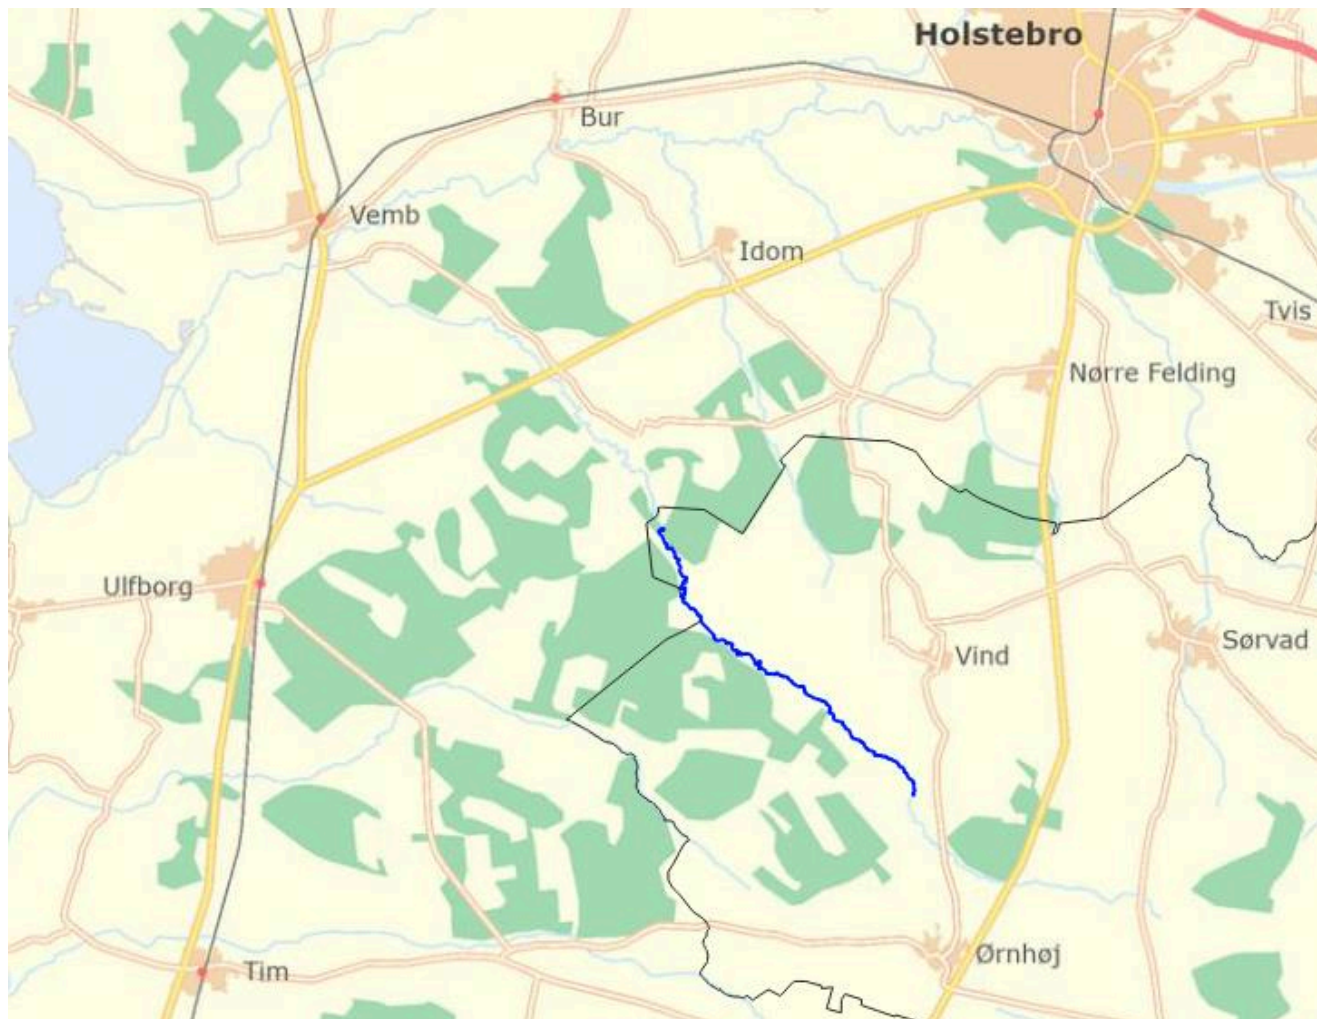 Holstebro
Bur
Vemb
Idom
Tvis
Nørre Felding
Ulfborg
Sørvad
Vind
Ørnhøj
Tim